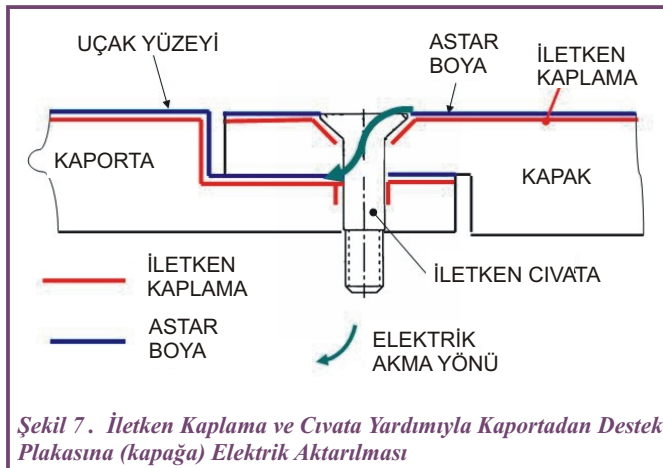 UÇAK YÜZEYİ
ASTAR
BOYA
İLETKEN
KAPLAMA
KAPORTA
KAPAK
İLETKEN
KAPLAMA
ASTAR
BOYA
İLETKEN CIVATA
ELEKTRİK
AKMA YÖNÜ
Şekil 7. İletken Kaplama ve Cıvata Yardımıyla Kaportadan Destek
Plakasına (kapağa) Elektrik Aktarılması